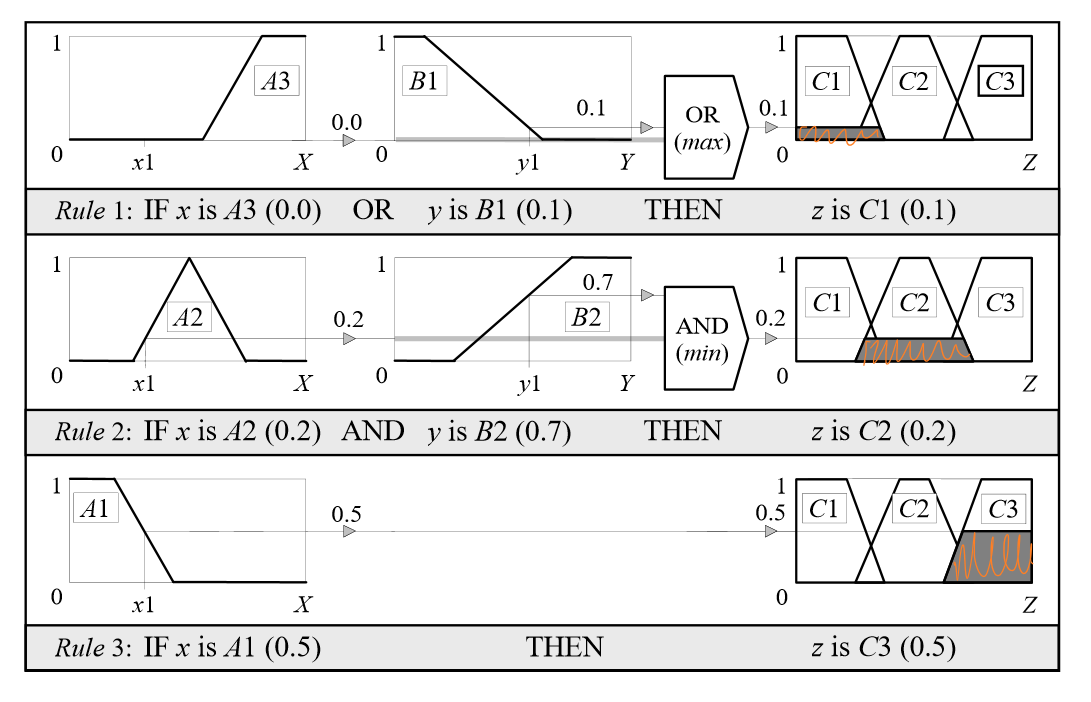 1 A3 0.0 1 B1 0.1 OR (max) 0.1 1 C1 C2 C3
0 x1 X 0 y1 Y 0 Z
Rule 1: IF x is A3 (0.0) OR y is B1 (0.1) THEN z is C1 (0.1)
1 A2 0.2 1 0.7 B2 AND (min) 0.2 1 C1 C2 C3
0 x1 X 0 y1 Y 0 Z
Rule 2: IF x is A2 (0.2) AND y is B2 (0.7) THEN z is C2 (0.2)
1 A1 0.5 0.5 1 C1 C2 C3
0 x1 X 0 Z
Rule 3: IF x is A1 (0.5) THEN z is C3 (0.5)